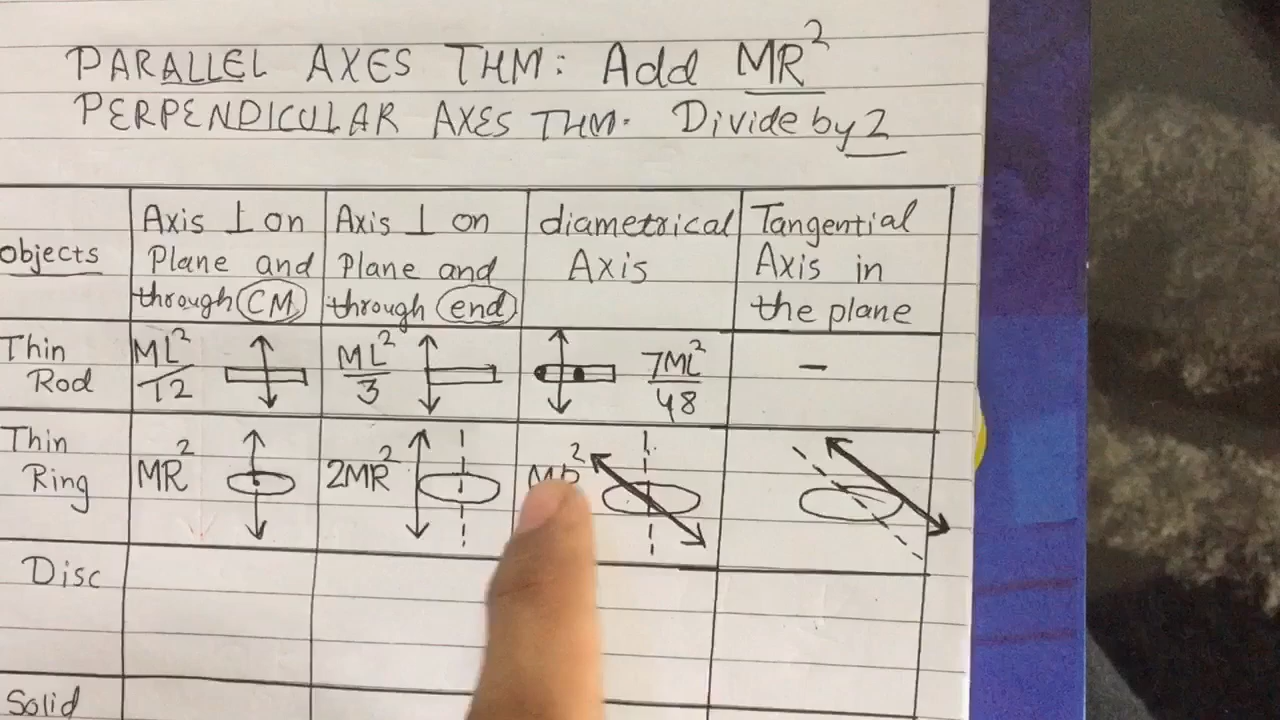 PARALLEL AXES THM: Add MR²
PERPENDICULAR AXES THM. Divide by 2
Objects
Axis ⊥ on
Plane and
through CM
Axis ⊥ on
Plane and
through end
diametrical
Axis
Tangential
Axis in
the plane
Thin
Rod
ML²
12
ML²
3
7ML²
48
–
Thin
Ring
MR²
2MR²
MR²
Disc
Solid